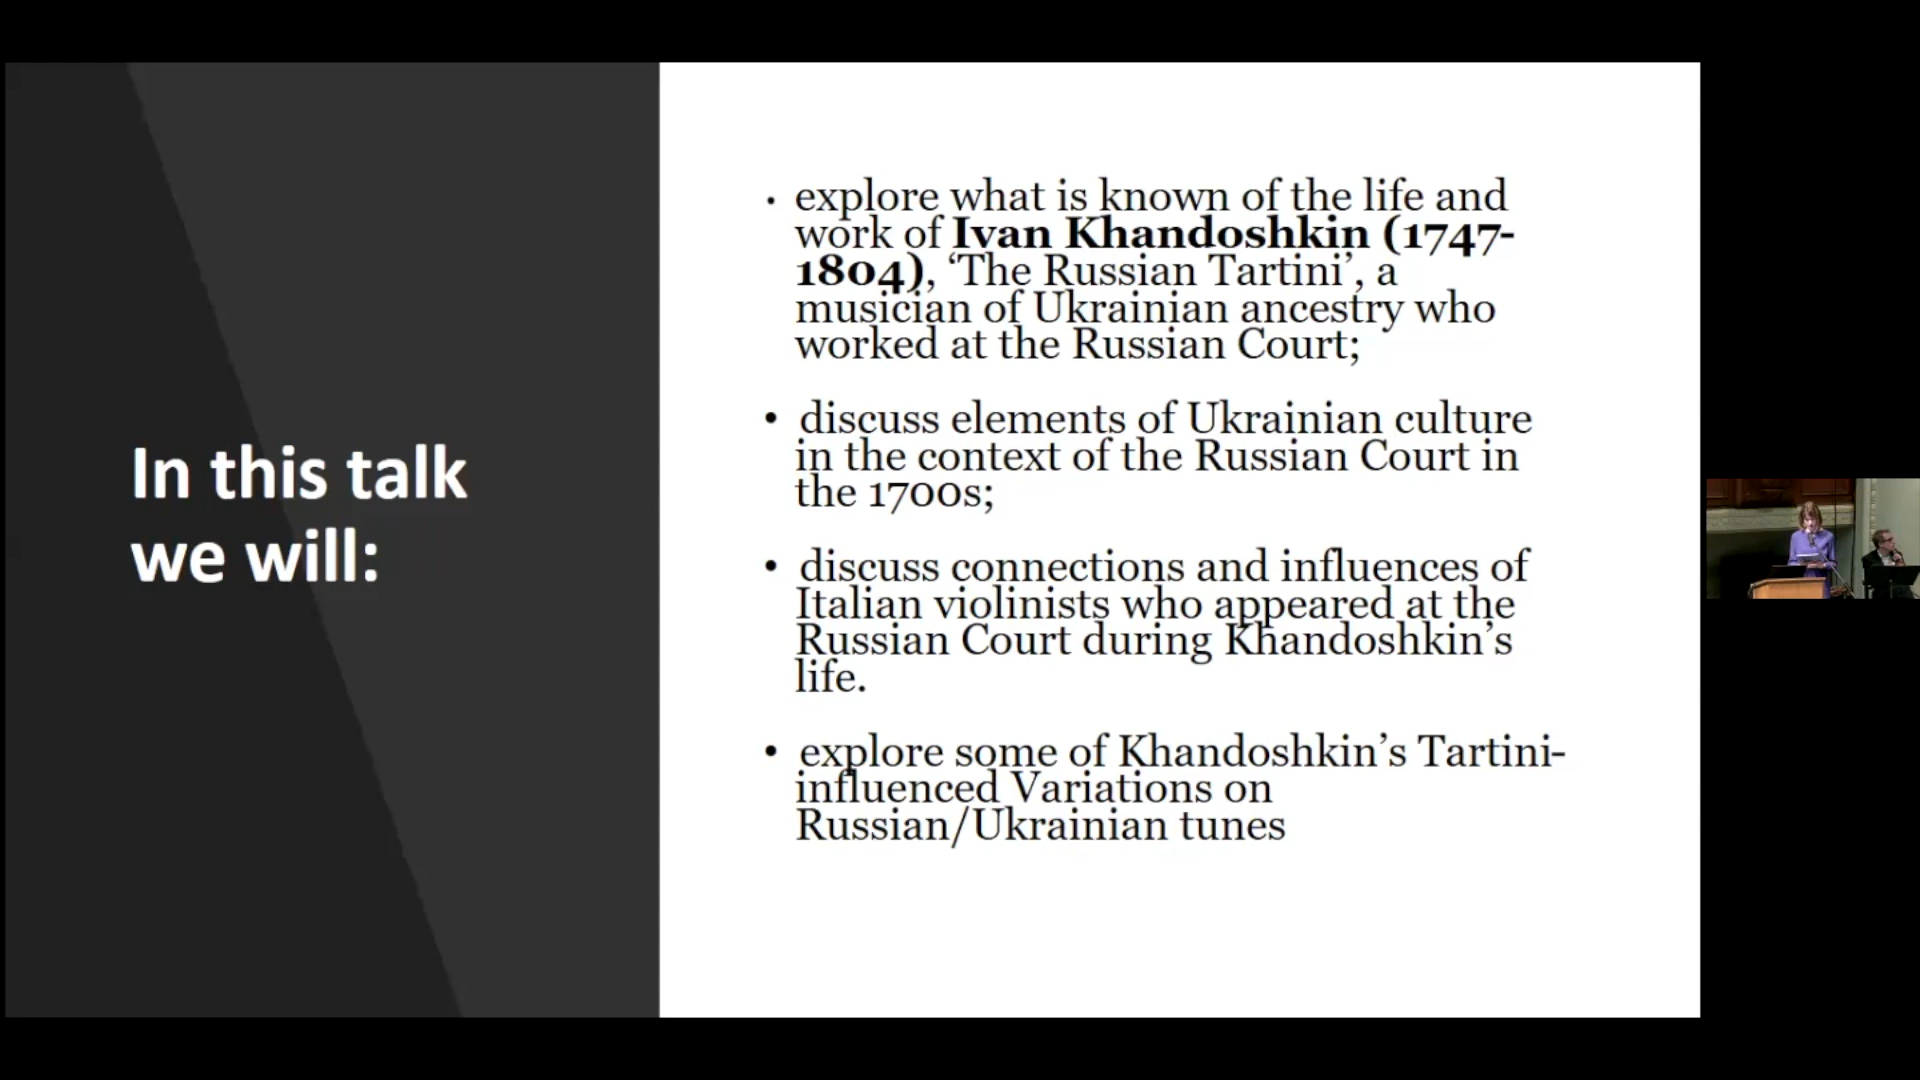 In this talk
we will:
• explore what is known of the life and
work of Ivan Khandoshkin (1747-
1804), ‘The Russian Tartini’, a
musician of Ukrainian ancestry who
worked at the Russian Court;
• discuss elements of Ukrainian culture
in the context of the Russian Court in
the 1700s;
• discuss connections and influences of
Italian violinists who appeared at the
Russian Court during Khandoshkin’s
life.
• explore some of Khandoshkin’s Tartini-
influenced Variations on
Russian/Ukrainian tunes